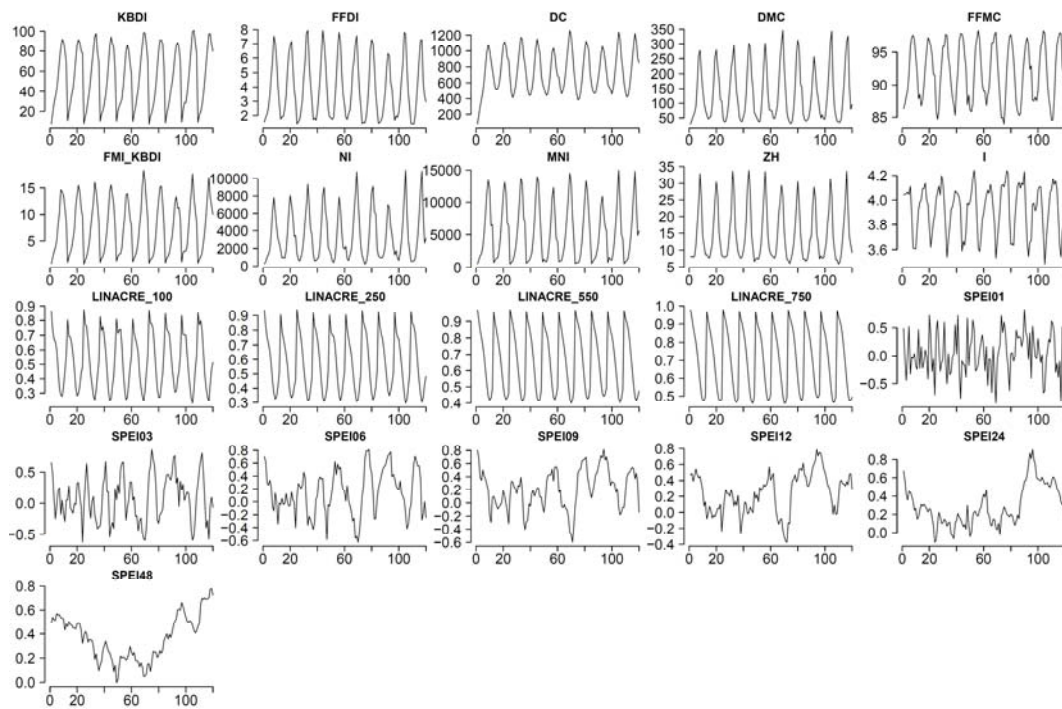 KBDI
100
80
60
40
20
0 20 60 100
FFDI
8
7
6
5
4
3
2
0 20 60 100
DC
1200
1000
800
600
400
200
0 20 60 100
DMC
350
300
250
200
150
100
50
0 20 60 100
FFMC
95
90
85
0 20 60 100
FMI_KBDI
15
10
5
0 20 60 100
NI
10000
8000
6000
4000
2000
0
0 20 60 100
MNI
15000
10000
5000
0
0 20 60 100
ZH
35
30
25
20
15
10
5
0 20 60 100
I
4.2
4.0
3.8
3.6
0 20 60 100
LINACRE_100
0.9
0.8
0.7
0.6
0.5
0.4
0.3
0 20 60 100
LINACRE_250
0.9
0.8
0.7
0.6
0.5
0.4
0.3
0 20 60 100
LINACRE_550
0.9
0.8
0.7
0.6
0.5
0.4
0 20 60 100
LINACRE_750
1.0
0.9
0.8
0.7
0.6
0.5
0 20 60 100
SPEI01
0.5
0.0
−0.5
0 20 60 100
SPEI03
0.5
0.0
−0.5
0 20 60 100
SPEI06
0.8
0.6
0.4
0.2
0.0
−0.2
−0.4
−0.6
0 20 60 100
SPEI09
0.8
0.6
0.4
0.2
0.0
−0.2
−0.4
−0.6
0 20 60 100
SPEI12
0.8
0.6
0.4
0.2
0.0
−0.2
−0.4
0 20 60 100
SPEI24
0.8
0.6
0.4
0.2
0.0
0 20 60 100
SPEI48
0.8
0.6
0.4
0.2
0.0
0 20 60 100